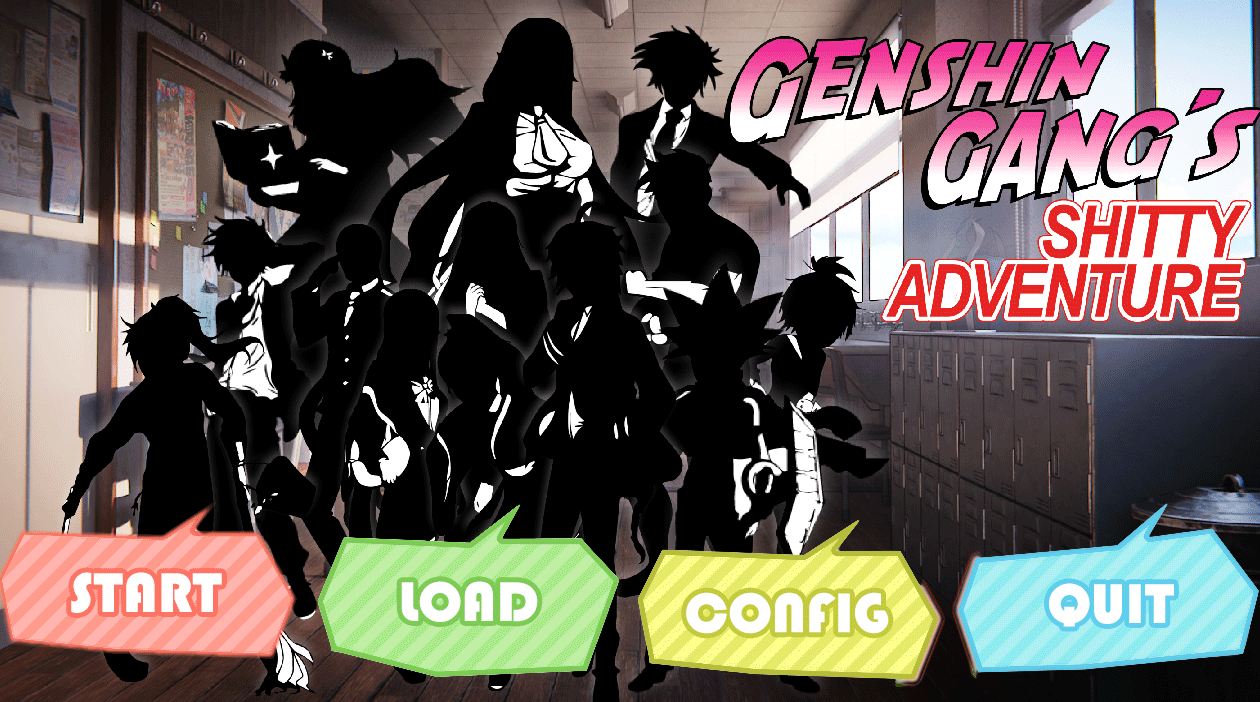 GENSHIN
GANG'S
SHITTY
ADVENTURE
START
LOAD
CONFIG
QUIT